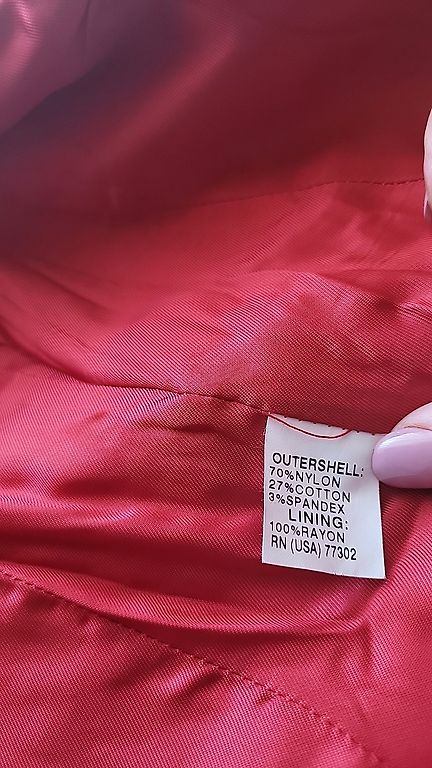 OUTERSHELL:
70%NYLON
27%COTTON
3%SPANDEX
LINING:
100%RAYON
RN (USA) 77302